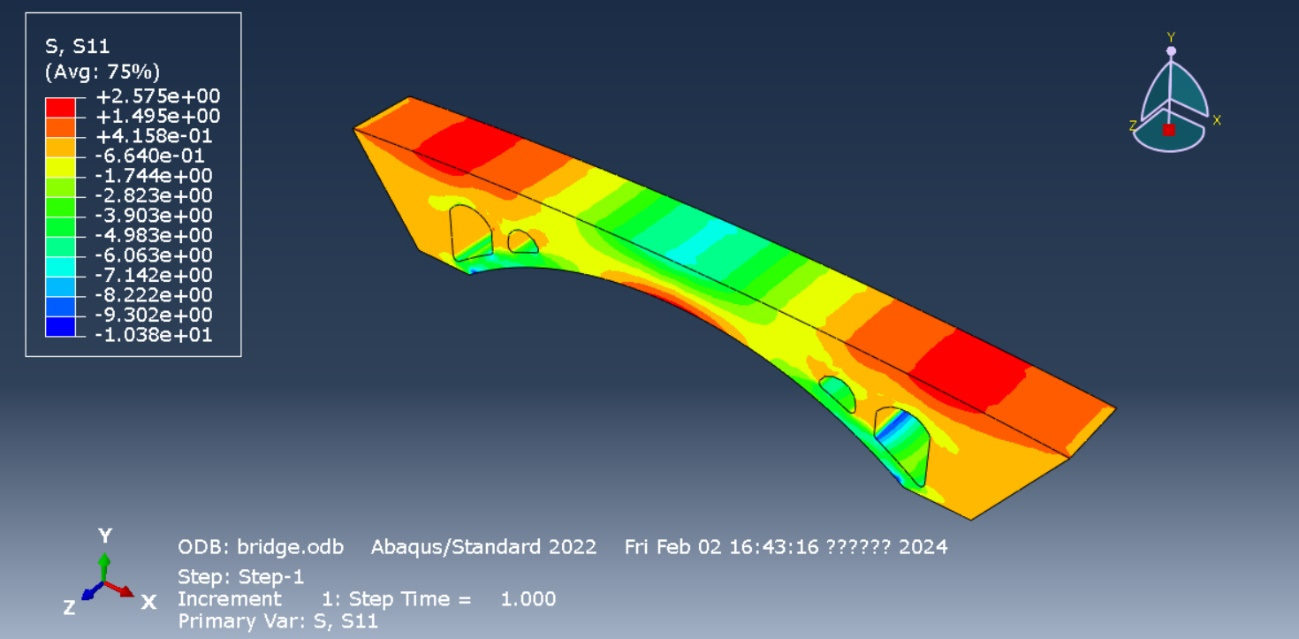 S, S11
(Avg: 75%)
+2.575e+00
+1.495e+00
+4.158e-01
-6.640e-01
-1.744e+00
-2.823e+00
-3.903e+00
-4.983e+00
-6.063e+00
-7.142e+00
-8.222e+00
-9.302e+00
-1.038e+01
Y
Z
X
Y
Z
X
ODB: bridge.odb Abaqus/Standard 2022 Fri Feb 02 16:43:16 ?????? 2024
Step: Step-1
Increment 1: Step Time = 1.000
Primary Var: S, S11